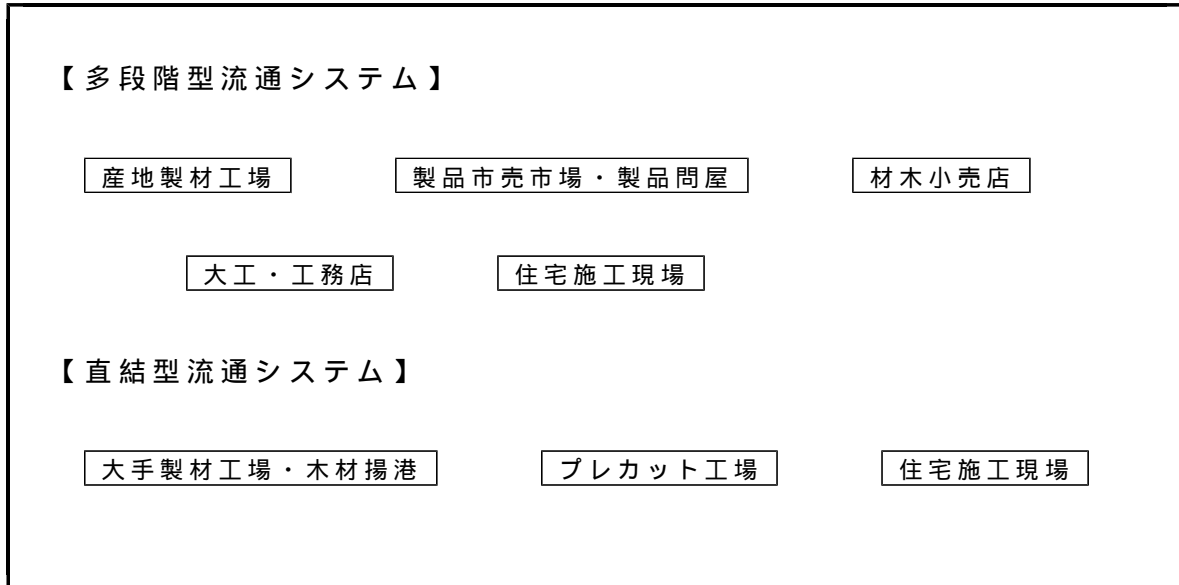 【多段階型流通システム】
産地製材工場 製品市売市場・製品問屋 材木小売店
大工・工務店 住宅施工現場
【直結型流通システム】
大手製材工場・木材揚港 プレカット工場 住宅施工現場